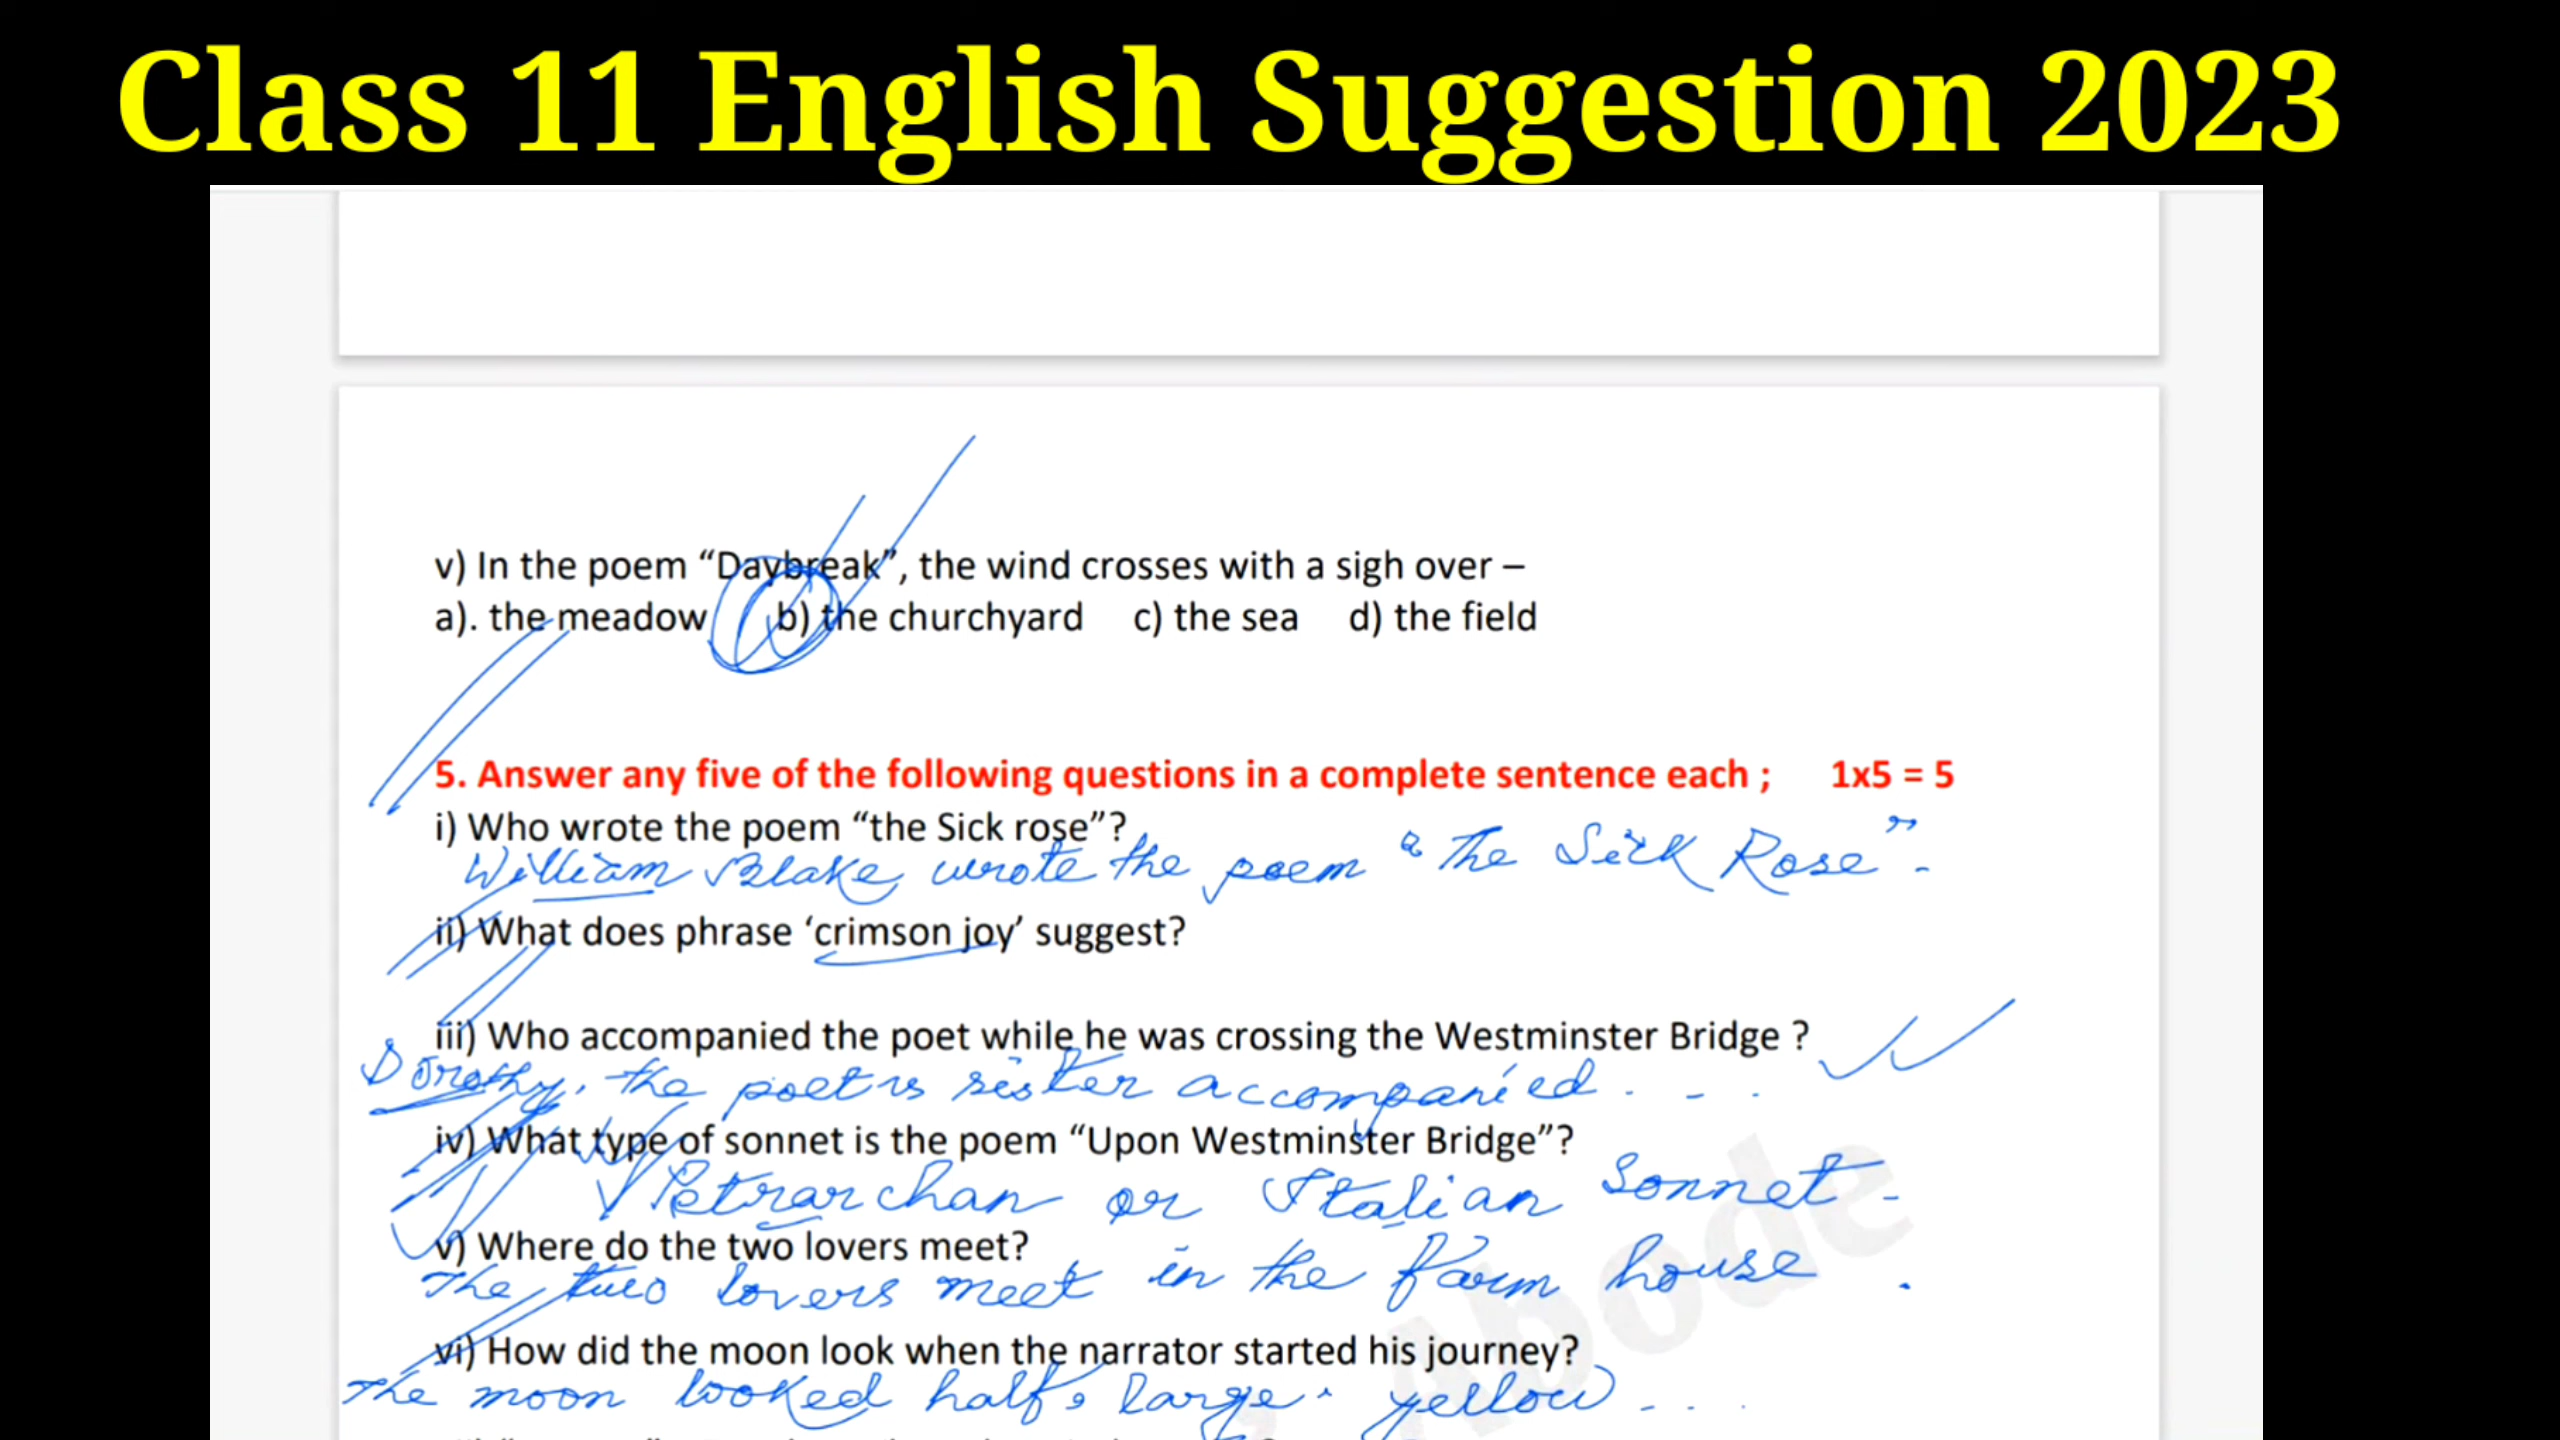 Class 11 English Suggestion 2023
v) In the poem “Daybreak”, the wind crosses with a sigh over –
a). the meadow b) the churchyard c) the sea d) the field
5. Answer any five of the following questions in a complete sentence each ; 1x5 = 5
i) Who wrote the poem “the Sick rose”?
William Blake wrote the poem “The Sick Rose”.
ii) What does phrase ‘crimson joy’ suggest?
iii) Who accompanied the poet while he was crossing the Westminster Bridge ?
Dorothy, the poet's sister accompanied . . .
iv) What type of sonnet is the poem “Upon Westminster Bridge”?
Petrarchan or Italian Sonnet.
v) Where do the two lovers meet?
The two lovers meet in the farm house .
vi) How did the moon look when the narrator started his journey?
The moon looked half, large, yellow . . .
Abode